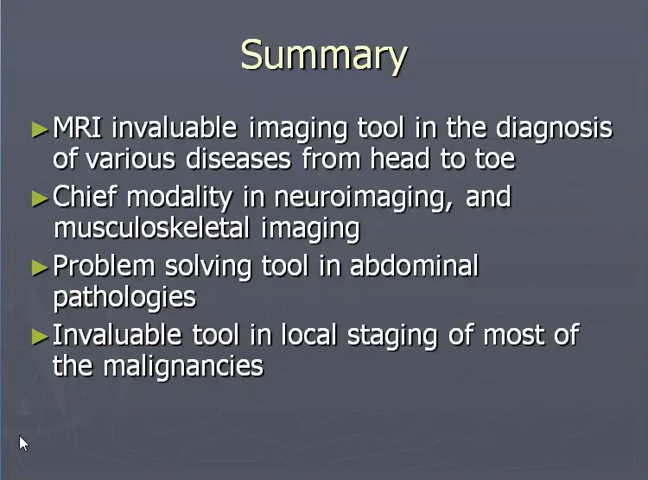 Summary
►MRI invaluable imaging tool in the diagnosis
of various diseases from head to toe
►Chief modality in neuroimaging, and
musculoskeletal imaging
►Problem solving tool in abdominal
pathologies
►Invaluable tool in local staging of most of
the malignancies